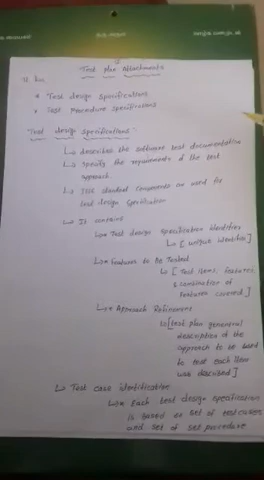 Test Plan Attachments
* Test design Specifications
* Test Procedure Specifications
Test design Specifications:
↳ describes the software test documentation
↳ Specify the requirements of the test
approach
↳ IEEE standard components are used for
test design specification
↳ It contains
↳* Test design specification identifier
↳ [unique identifier]
↳* Features to be Tested
↳ [Test items, features,
& combination of
features covered]
↳* Approach Refinement
↳ [test plan general
description of the
approach to be used
to test each item
was described]
↳ Test case identification
↳* Each test design specification
is based on set of test cases
and set of set procedure